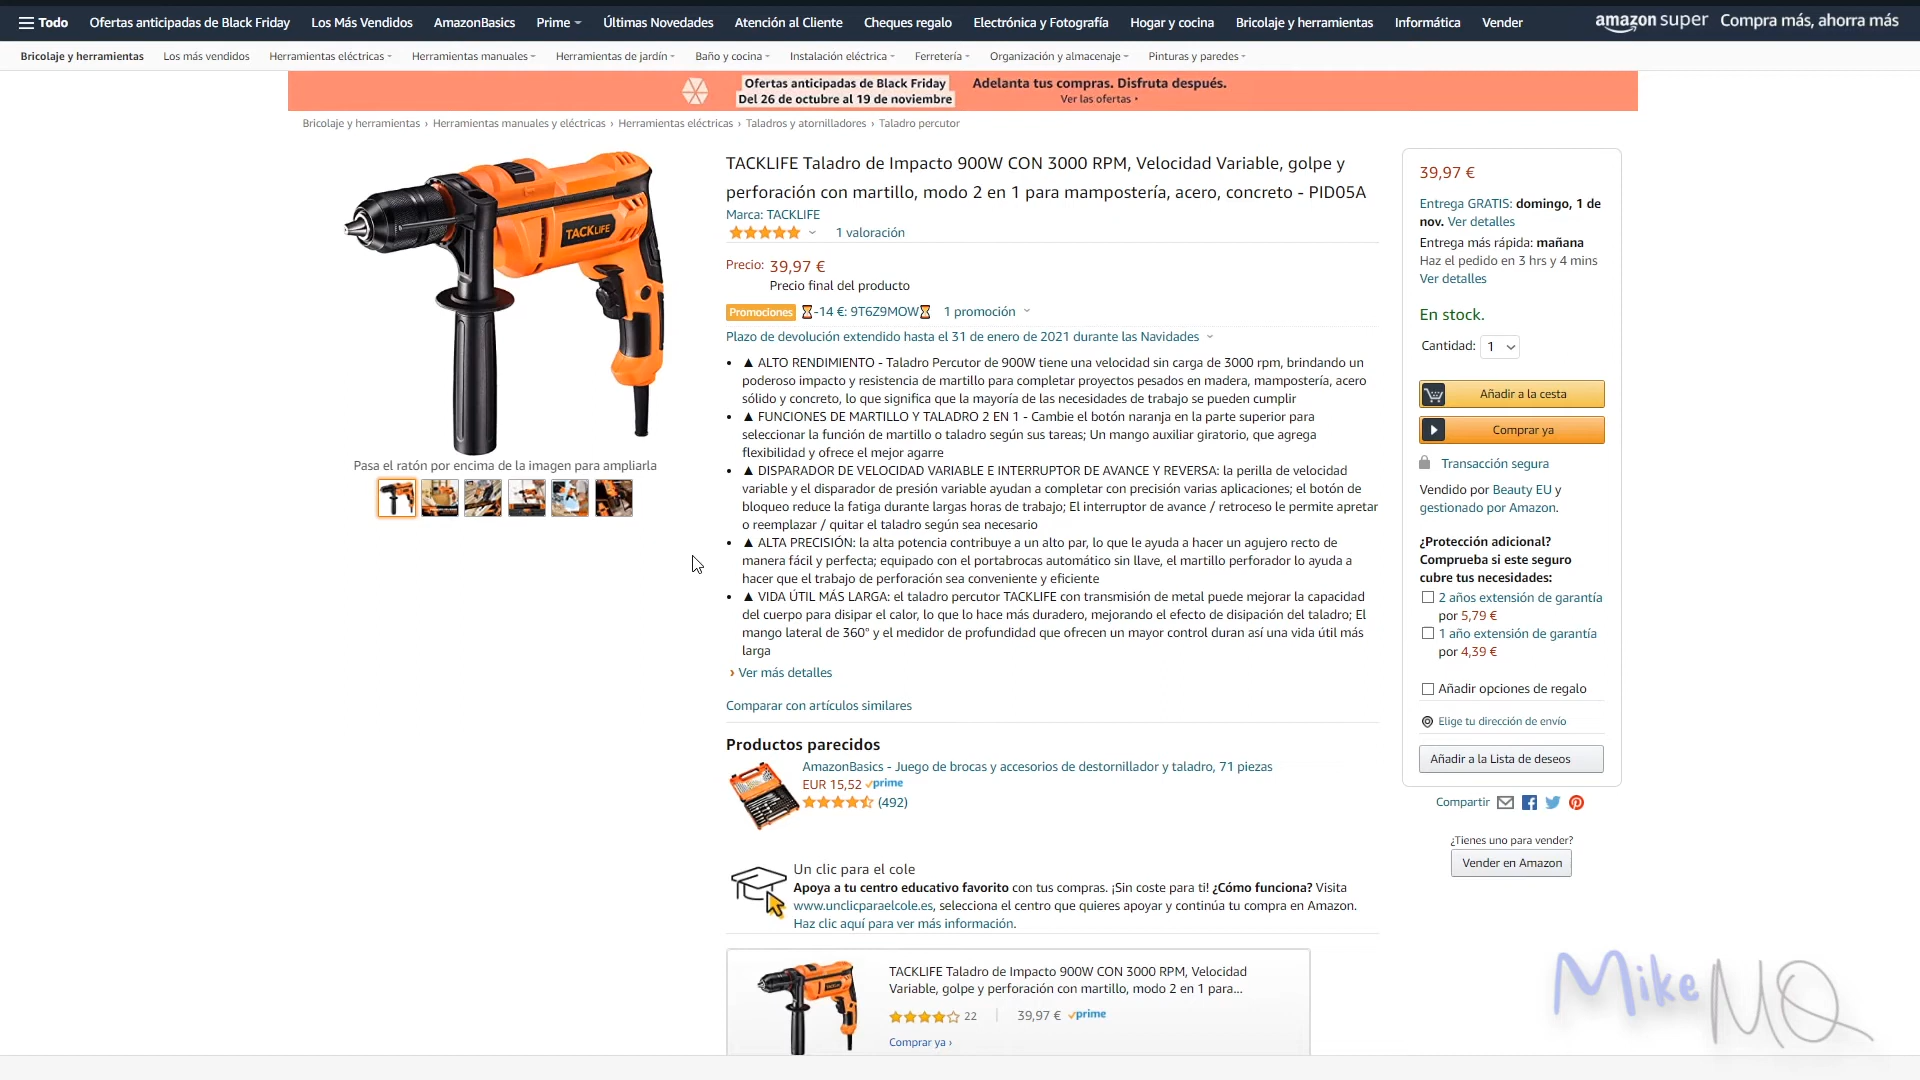 Todo
Ofertas anticipadas de Black Friday
Los Más Vendidos
AmazonBasics
Prime
Últimas Novedades
Atención al Cliente
Cheques regalo
Electrónica y Fotografía
Hogar y cocina
Bricolaje y herramientas
Informática
Vender
amazon super
Compra más, ahorra más
Bricolaje y herramientas
Los más vendidos
Herramientas eléctricas
Herramientas manuales
Herramientas de jardín
Baño y cocina
Instalación eléctrica
Ferretería
Organización y almacenaje
Pinturas y paredes
Ofertas anticipadas de Black Friday
Del 26 de octubre al 19 de noviembre
Adelanta tus compras. Disfruta después.
Ver las ofertas
Bricolaje y herramientas › Herramientas manuales y eléctricas › Herramientas eléctricas › Taladros y atornilladores › Taladro percutor
TACKLIFE
Pasa el ratón por encima de la imagen para ampliarla
TACKLIFE Taladro de Impacto 900W CON 3000 RPM, Velocidad Variable, golpe y
perforación con martillo, modo 2 en 1 para mampostería, acero, concreto - PID05A
Marca: TACKLIFE
1 valoración
Precio: 39,97 €
Precio final del producto
Promociones ⌛-14 €: 9T6Z9MOW⌛ 1 promoción
Plazo de devolución extendido hasta el 31 de enero de 2021 durante las Navidades
• ▲ ALTO RENDIMIENTO - Taladro Percutor de 900W tiene una velocidad sin carga de 3000 rpm, brindando un
poderoso impacto y resistencia de martillo para completar proyectos pesados en madera, mampostería, acero
sólido y concreto, lo que significa que la mayoría de las necesidades de trabajo se pueden cumplir
• ▲ FUNCIONES DE MARTILLO Y TALADRO 2 EN 1 - Cambie el botón naranja en la parte superior para
seleccionar la función de martillo o taladro según sus tareas; Un mango auxiliar giratorio, que agrega
flexibilidad y ofrece el mejor agarre
• ▲ DISPARADOR DE VELOCIDAD VARIABLE E INTERRUPTOR DE AVANCE Y REVERSA: la perilla de velocidad
variable y el disparador de presión variable ayudan a completar con precisión varias aplicaciones; el botón de
bloqueo reduce la fatiga durante largas horas de trabajo; El interruptor de avance / retroceso le permite apretar
o reemplazar / quitar el taladro según sea necesario
• ▲ ALTA PRECISIÓN: la alta potencia contribuye a un alto par, lo que le ayuda a hacer un agujero recto de
manera fácil y perfecta; equipado con el portabrocas automático sin llave, el martillo perforador lo ayuda a
hacer que el trabajo de perforación sea conveniente y eficiente
• ▲ VIDA ÚTIL MÁS LARGA: el taladro percutor TACKLIFE con transmisión de metal puede mejorar la capacidad
del cuerpo para disipar el calor, lo que lo hace más duradero, mejorando el efecto de disipación del taladro; El
mango lateral de 360° y el medidor de profundidad que ofrecen un mayor control duran así una vida útil más
larga
› Ver más detalles
Comparar con artículos similares
Productos parecidos
AmazonBasics - Juego de brocas y accesorios de destornillador y taladro, 71 piezas
EUR 15,52 prime
(492)
Un clic para el cole
Apoya a tu centro educativo favorito con tus compras. ¡Sin coste para ti! ¿Cómo funciona? Visita
www.unclicparaelcole.es, selecciona el centro que quieres apoyar y continúa tu compra en Amazon.
Haz clic aquí para ver más información.
TACKLIFE Taladro de Impacto 900W CON 3000 RPM, Velocidad
Variable, golpe y perforación con martillo, modo 2 en 1 para...
22 | 39,97 € prime
Comprar ya ›
39,97 €
Entrega GRATIS: domingo, 1 de
nov. Ver detalles
Entrega más rápida: mañana
Haz el pedido en 3 hrs y 4 mins
Ver detalles
En stock.
Cantidad: 1
Añadir a la cesta
Comprar ya
Transacción segura
Vendido por Beauty EU y
gestionado por Amazon.
¿Protección adicional?
Comprueba si este seguro
cubre tus necesidades:
2 años extensión de garantía
por 5,79 €
1 año extensión de garantía
por 4,39 €
Añadir opciones de regalo
Elige tu dirección de envío
Añadir a la Lista de deseos
Compartir
¿Tienes uno para vender?
Vender en Amazon
Mike MQ